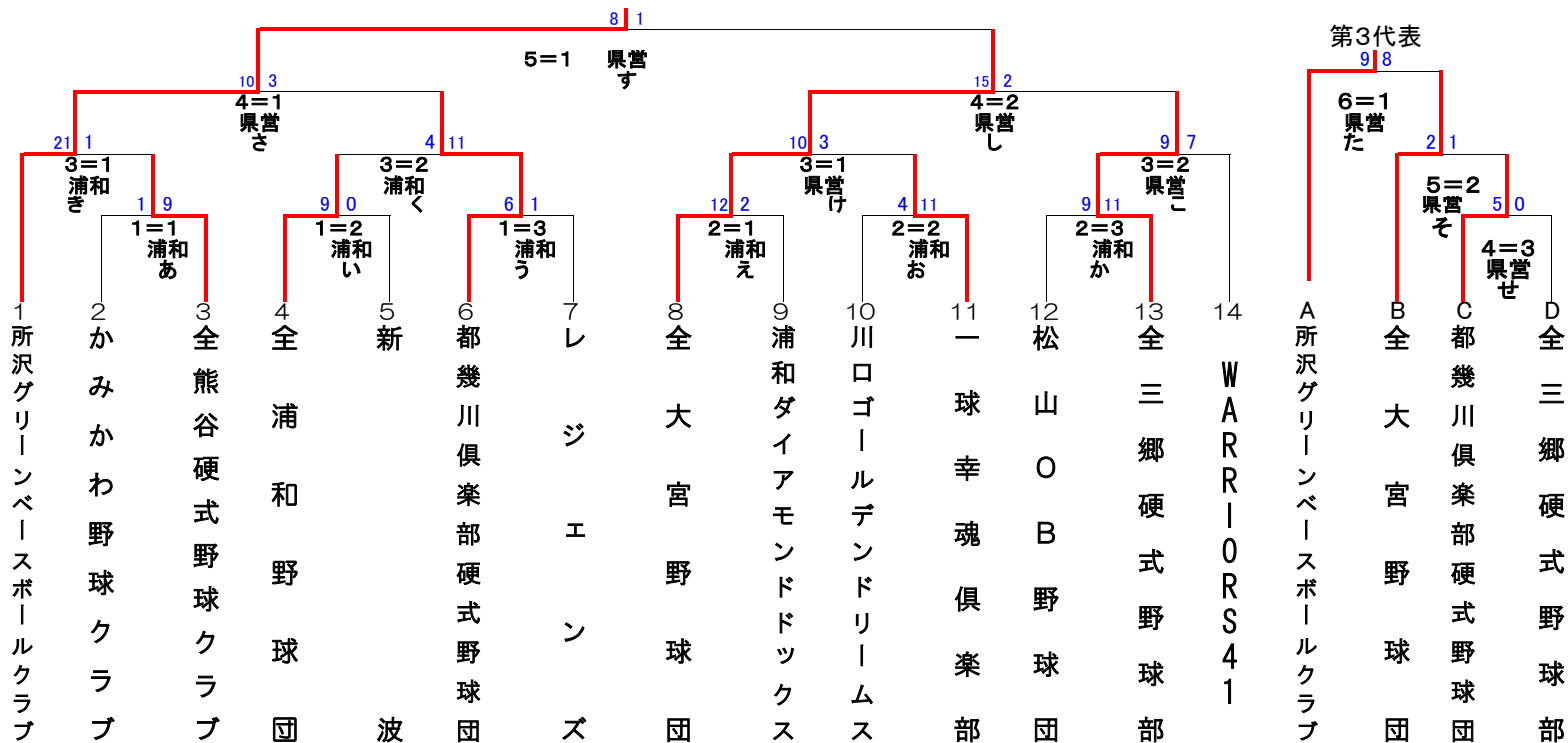 8 1
5=1 県営
す
第3代表
9 8
10 3
4=1
県営
さ
15 2
4=2
県営
し
6=1
県営
た
21 1
3=1
浦和
き
4 11
3=2
浦和
く
10 3
3=1
県営
け
9 7
3=2
県営
こ
2 1
5=2
県営
そ
1 9
1=1
浦和
あ
9 0
1=2
浦和
い
6 1
1=3
浦和
う
12 2
2=1
浦和
え
4 11
2=2
浦和
お
9 11
2=3
浦和
か
5 0
4=3
県営
せ
1
所沢グリーンベースボールクラブ
2
かみかわ野球クラブ
3
全熊谷硬式野球クラブ
4
全浦和野球団
5
新波
6
都幾川倶楽部硬式野球団
7
レジェンズ
8
全大宮野球団
9
浦和ダイアモンドドックス
10
川口ゴールデンドリームス
11
一球幸魂倶楽部
12
松山OB野球団
13
全三郷硬式野球部
14
WARRIORS41
A
所沢グリーンベースボールクラブ
B
全大宮野球団
C
都幾川倶楽部硬式野球団
D
全三郷硬式野球部